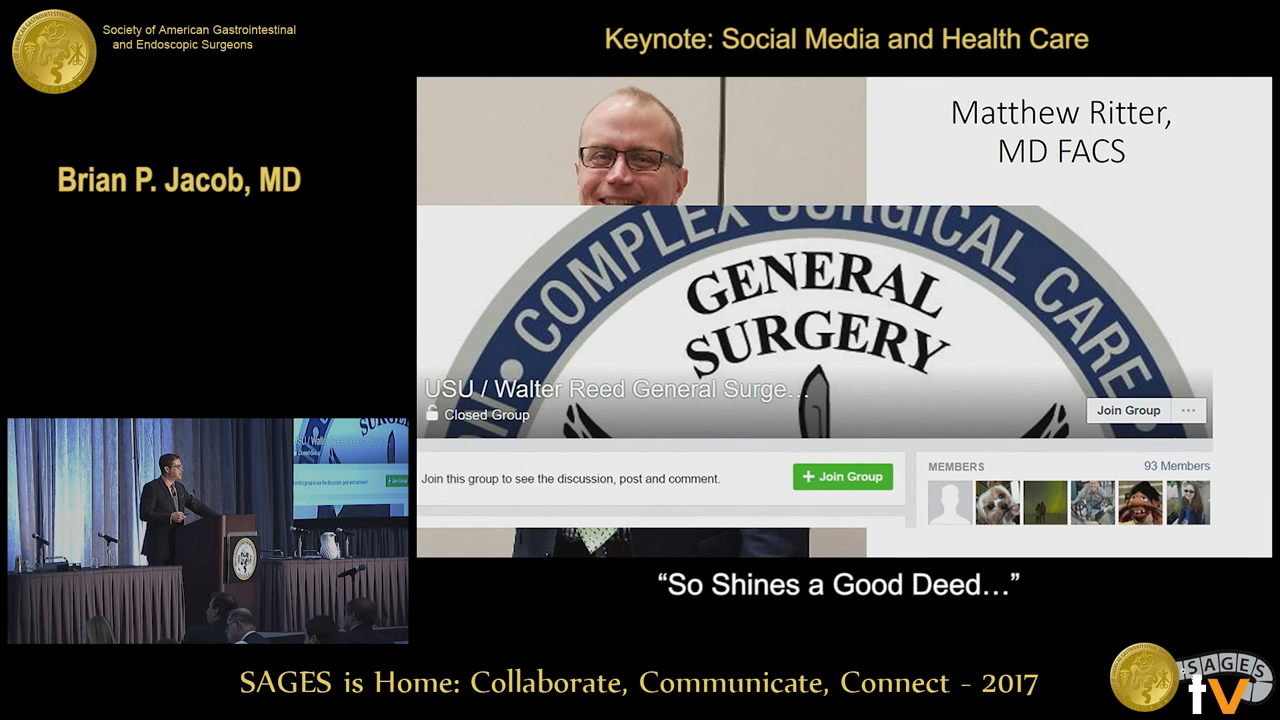 Society of American Gastrointestinal
and Endoscopic Surgeons
Keynote: Social Media and Health Care
Brian P. Jacob, MD
Matthew Ritter,
MD FACS
COMPLEX SURGICAL CARE
GENERAL
SURGERY
USU / Walter Reed General Surge...
Closed Group
Join Group
Join this group to see the discussion, post and comment.
+ Join Group
MEMBERS
93 Members
“So Shines a Good Deed…”
SAGES is Home: Collaborate, Communicate, Connect - 2017
SAGES
tv